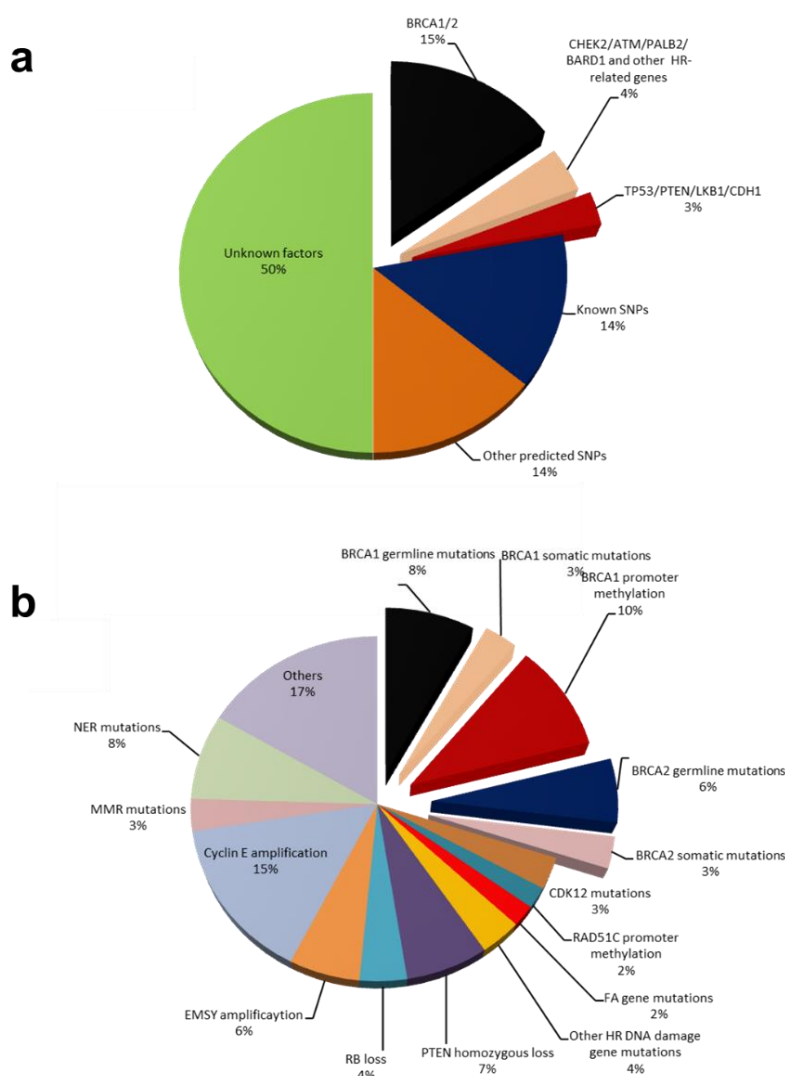 a
BRCA1/2
15%
CHEK2/ATM/PALB2/
BARD1 and other HR-
related genes
4%
TP53/PTEN/LKB1/CDH1
3%
Known SNPs
14%
Other predicted SNPs
14%
Unknown factors
50%
b
BRCA1 germline mutations
8%
BRCA1 somatic mutations
3%
BRCA1 promoter
methylation
10%
BRCA2 germline mutations
6%
BRCA2 somatic mutations
3%
CDK12 mutations
3%
RAD51C promoter
methylation
2%
FA gene mutations
2%
Other HR DNA damage
gene mutations
4%
PTEN homozygous loss
7%
RB loss
4%
EMSY amplificaytion
6%
Cyclin E amplification
15%
MMR mutations
3%
NER mutations
8%
Others
17%